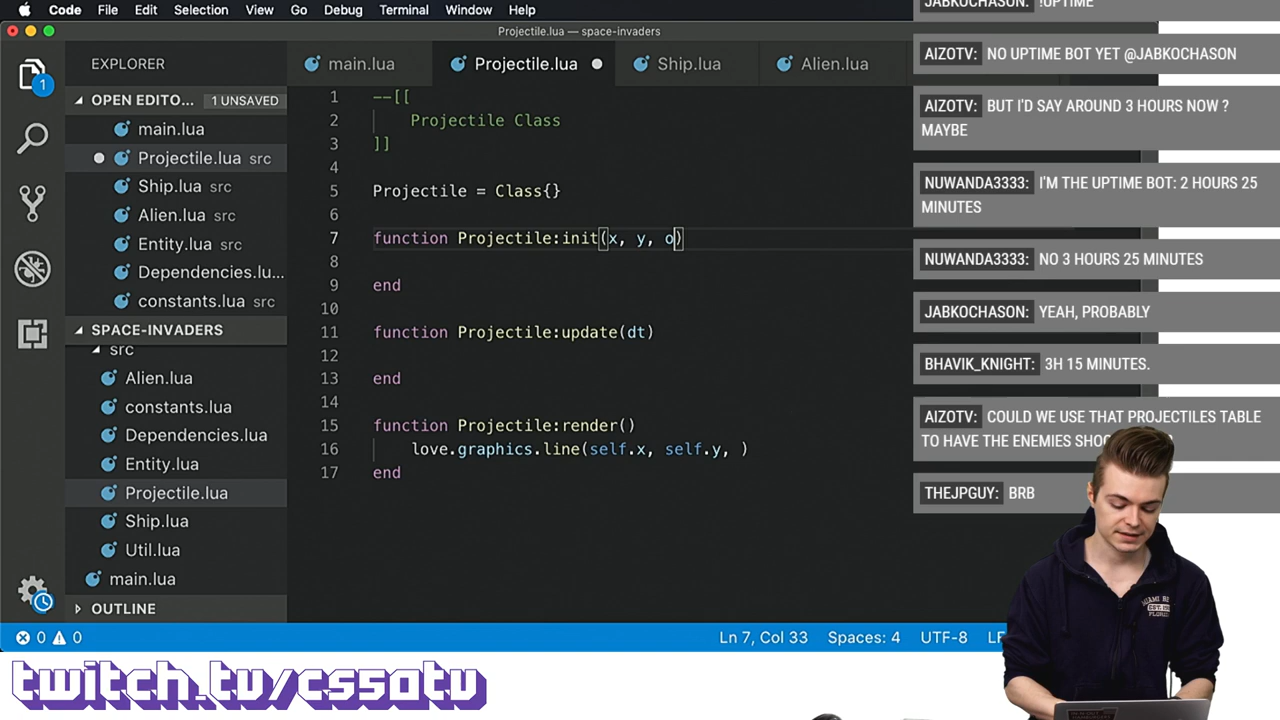 Code File Edit Selection View Go Debug Terminal Window Help
Projectile.lua — space-invaders
EXPLORER
OPEN EDITO... 1 UNSAVED
main.lua
Projectile.lua src
Ship.lua src
Alien.lua src
Entity.lua src
Dependencies.lu...
constants.lua src
SPACE-INVADERS
src
Alien.lua
constants.lua
Dependencies.lua
Entity.lua
Projectile.lua
Ship.lua
Util.lua
main.lua
OUTLINE
1
main.lua Projectile.lua Ship.lua Alien.lua
1 --[[
2 Projectile Class
3 ]]
4
5 Projectile = Class{}
6
7 function Projectile:init(x, y, o)
8
9 end
10
11 function Projectile:update(dt)
12
13 end
14
15 function Projectile:render()
16 love.graphics.line(self.x, self.y, )
17 end
JABKOCHASON: !UPTIME
AIZOTV: NO UPTIME BOT YET @JABKOCHASON
AIZOTV: BUT I'D SAY AROUND 3 HOURS NOW ?
MAYBE
NUWANDA3333: I'M THE UPTIME BOT: 2 HOURS 25
MINUTES
NUWANDA3333: NO 3 HOURS 25 MINUTES
JABKOCHASON: YEAH, PROBABLY
BHAVIK_KNIGHT: 3H 15 MINUTES.
AIZOTV: COULD WE USE THAT PROJECTILES TABLE
TO HAVE THE ENEMIES
THEJPGUY: BRB
0 0 Ln 7, Col 33 Spaces: 4 UTF-8
twitch.tv/cs50tv